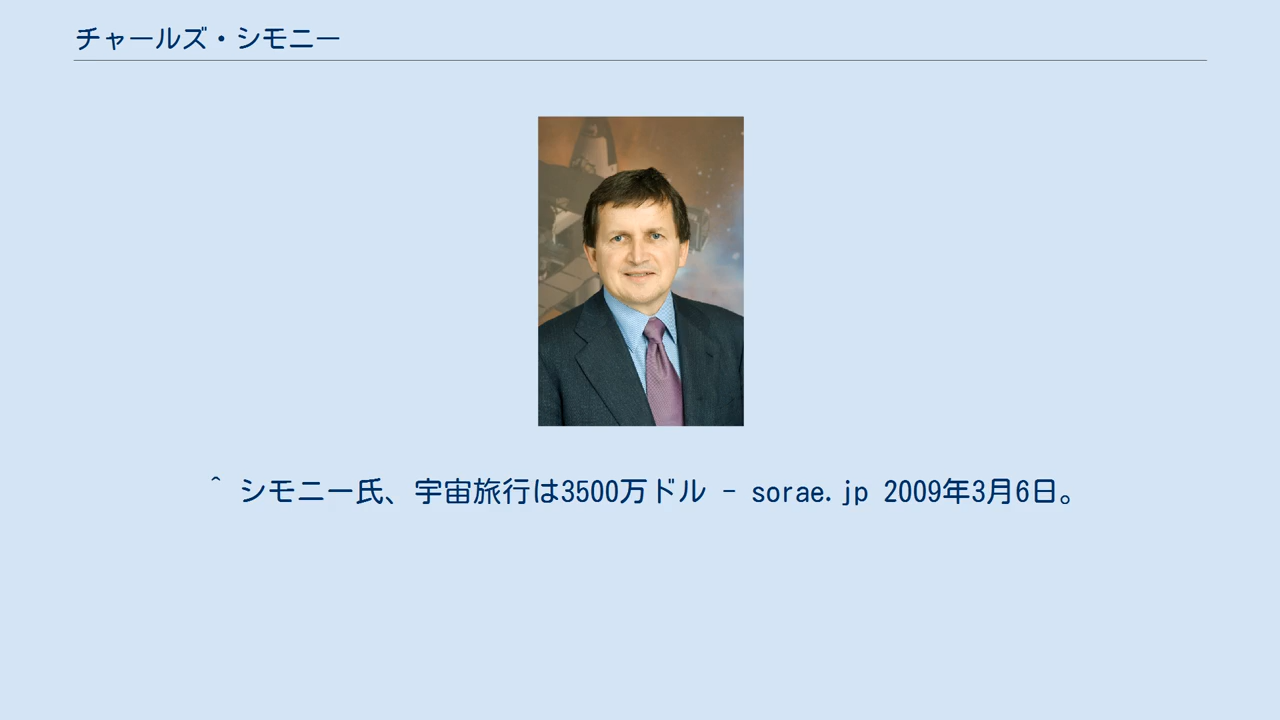 チャールズ・シモニー
^ シモニー氏、宇宙旅行は3500万ドル - sorae.jp 2009年3月6日。